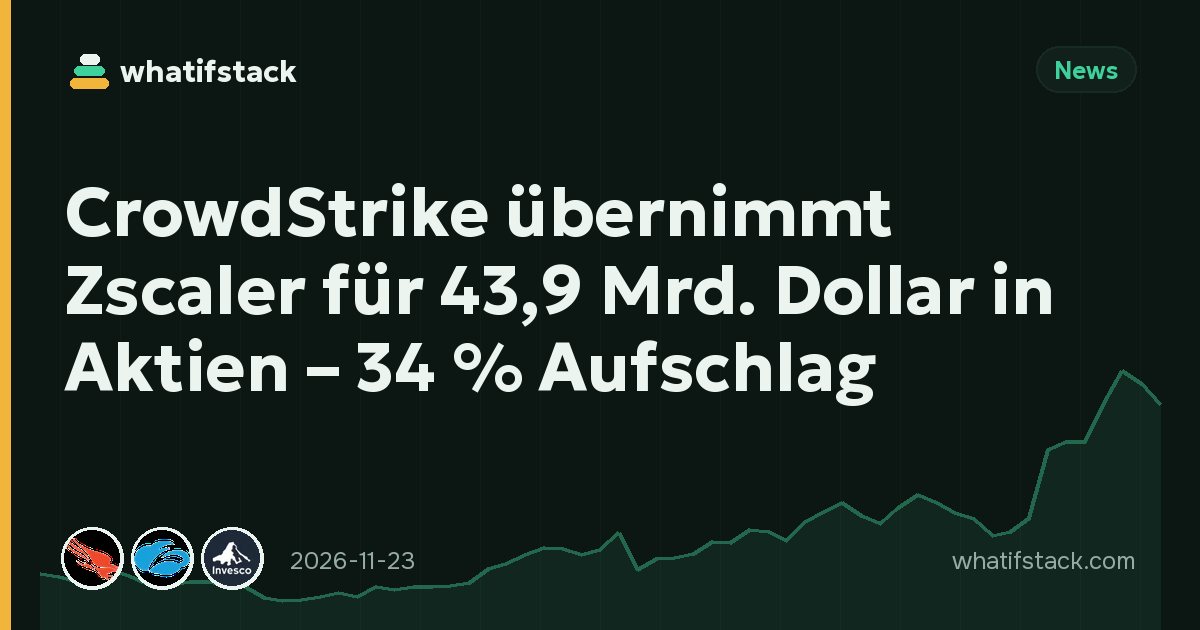 whatifstack
News
CrowdStrike übernimmt
Zscaler für 43,9 Mrd. Dollar in
Aktien – 34 % Aufschlag
Invesco
2026-11-23
whatifstack.com